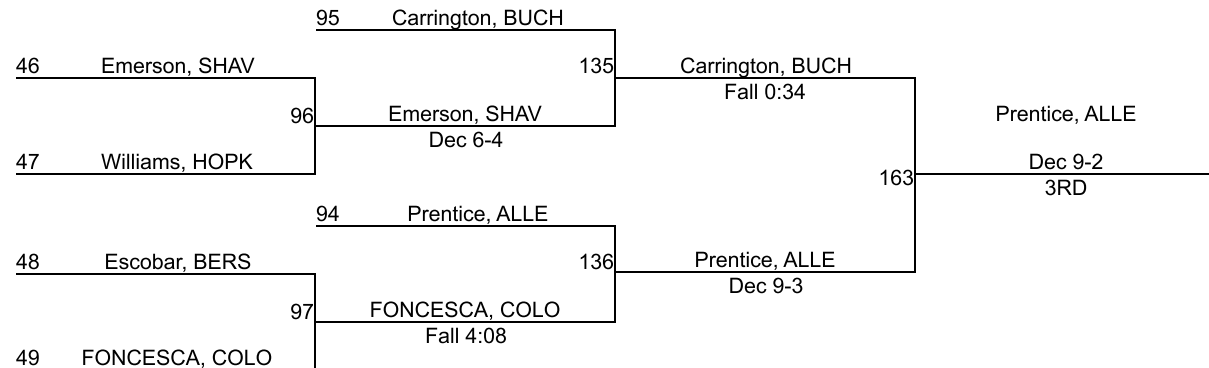 95 Carrington, BUCH
46 Emerson, SHAV
135 Carrington, BUCH
Fall 0:34
96 Emerson, SHAV
Dec 6-4
Prentice, ALLE
47 Williams, HOPK
Dec 9-2
163
3RD
94 Prentice, ALLE
48 Escobar, BERS
136 Prentice, ALLE
Dec 9-3
97 FONCESCA, COLO
Fall 4:08
49 FONCESCA, COLO